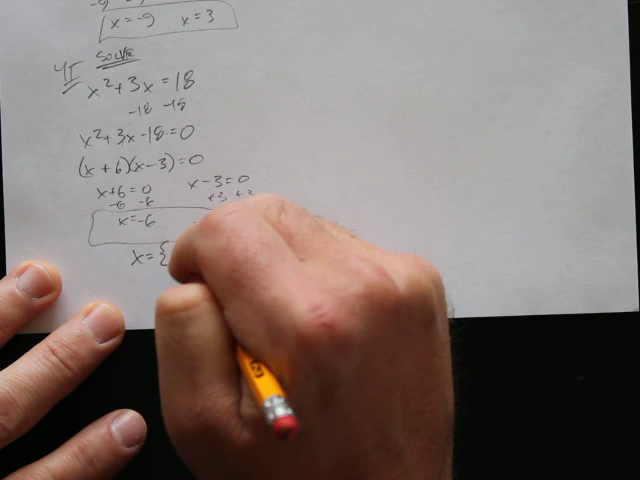 x=-9 x=3
YT SOLVE
x²+3x=18
-18 -18
x²+3x-18=0
(x+6)(x-3)=0
x+6=0 x-3=0
-6 -6 +3 +3
x=-6
x={